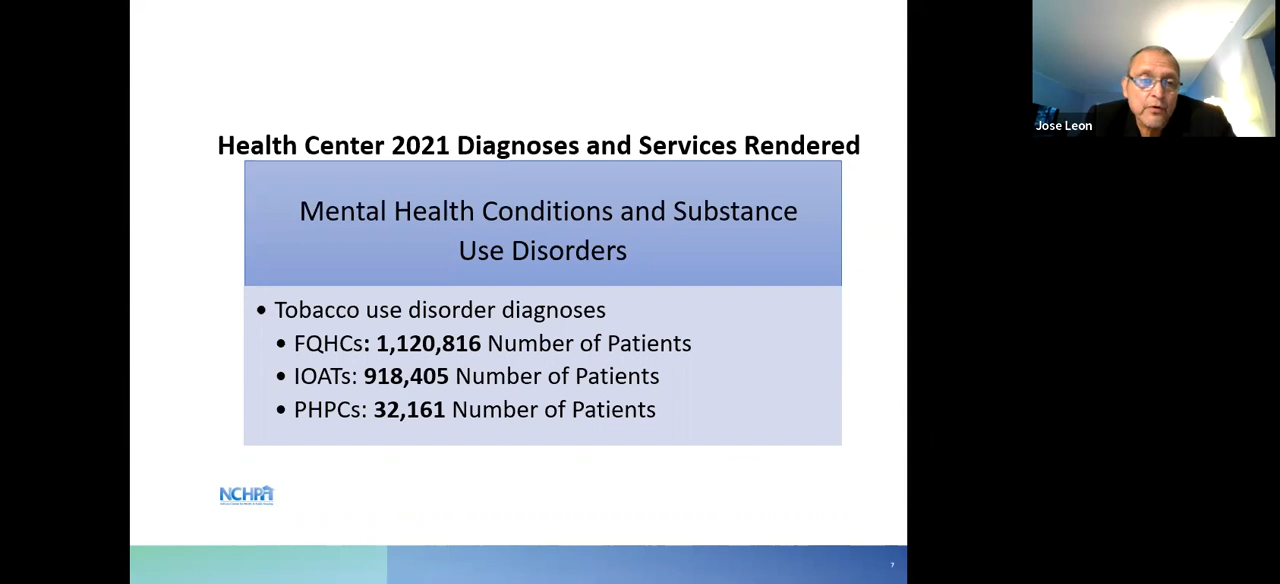 Health Center 2021 Diagnoses and Services Rendered
Mental Health Conditions and Substance
Use Disorders
• Tobacco use disorder diagnoses
• FQHCs: 1,120,816 Number of Patients
• IOATs: 918,405 Number of Patients
• PHPCs: 32,161 Number of Patients
NCHPH
7
Jose Leon